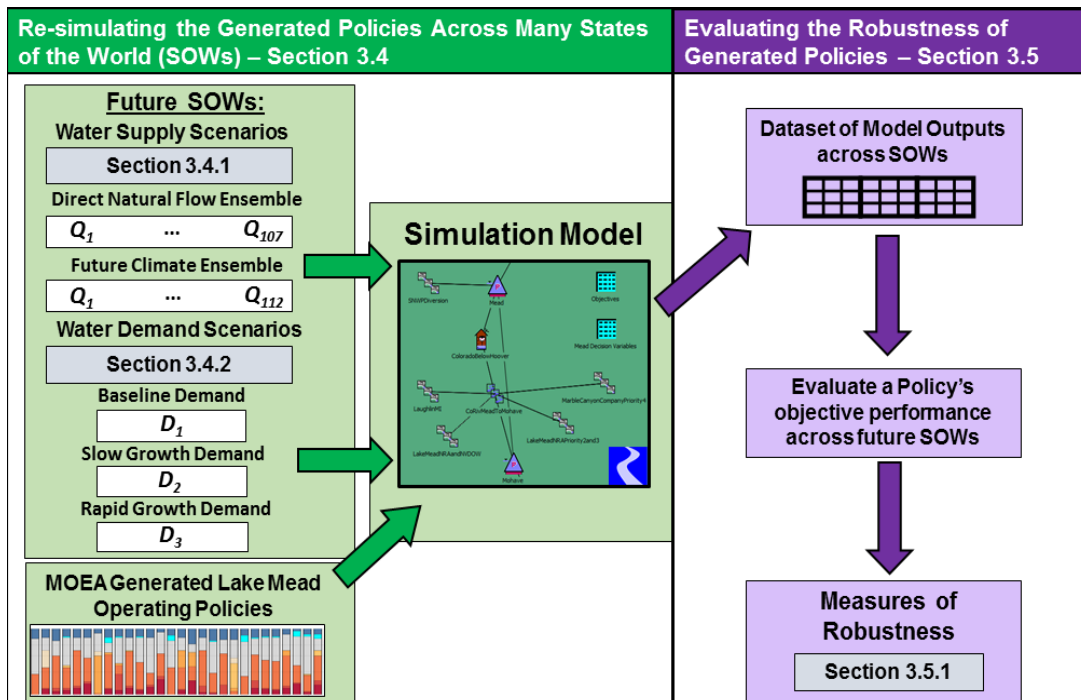 Re-simulating the Generated Policies Across Many States
of the World (SOWs) – Section 3.4
Evaluating the Robustness of
Generated Policies – Section 3.5
Future SOWs:
Water Supply Scenarios
Section 3.4.1
Direct Natural Flow Ensemble
Q1 ... Q107
Future Climate Ensemble
Q1 ... Q112
Water Demand Scenarios
Section 3.4.2
Baseline Demand
D1
Slow Growth Demand
D2
Rapid Growth Demand
D3
MOEA Generated Lake Mead
Operating Policies
Simulation Model
SNWPDiversion
Mead
Objectives
Mead Decision Variables
ColoradoBelowHoover
LaughlinMI
CoRivMeadToMohave
MarbleCanyonCompanyPriority4
LakeMeadNRAandNVDOW
LakeMeadNRAPriority2and3
Mohave
Dataset of Model Outputs
across SOWs
Evaluate a Policy's
objective performance
across future SOWs
Measures of
Robustness
Section 3.5.1